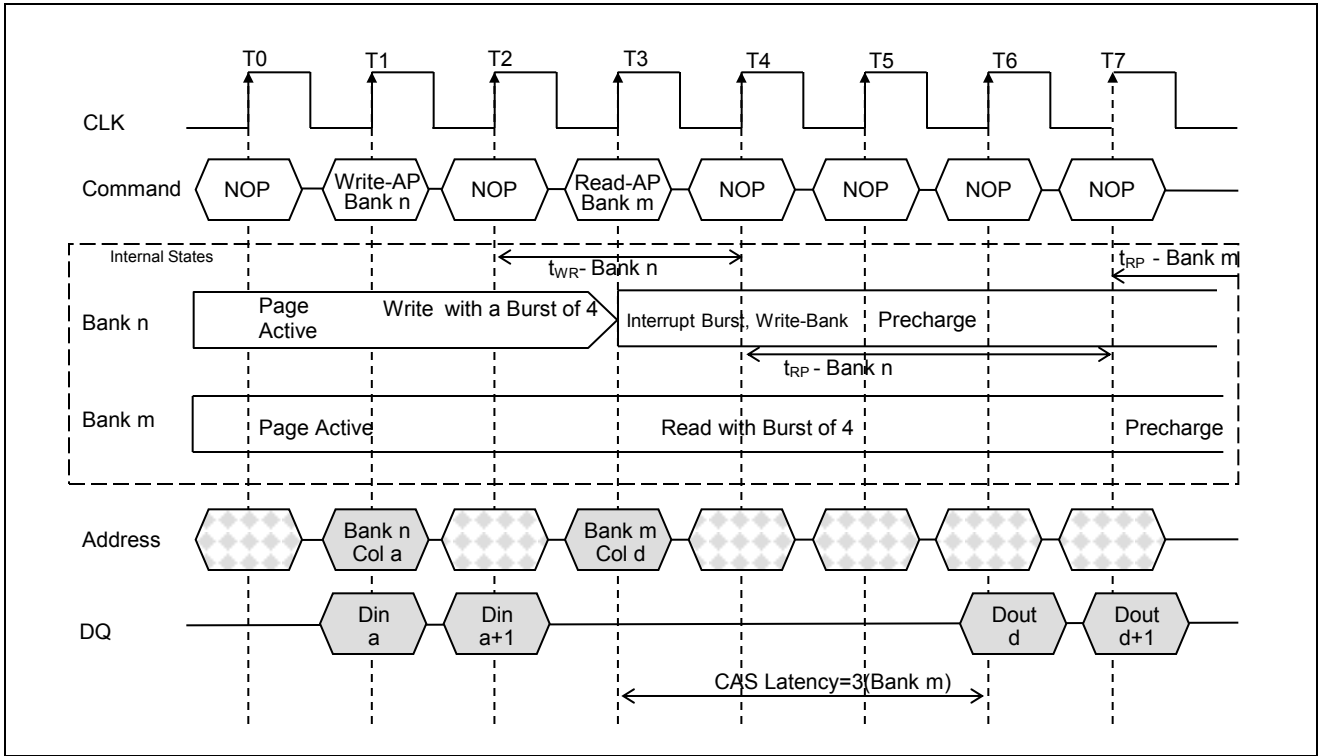 T0 T1 T2 T3 T4 T5 T6 T7
CLK
Command NOP Write-AP Bank n NOP Read-AP Bank m NOP NOP NOP NOP
Internal States
tWR- Bank n
tRP - Bank m
Bank n Page Active Write with a Burst of 4 Interrupt Burst, Write-Bank Precharge
tRP - Bank n
Bank m Page Active Read with Burst of 4 Precharge
Address Bank n Col a Bank m Col d
DQ Din a Din a+1 Dout d Dout d+1
CAS Latency=3(Bank m)